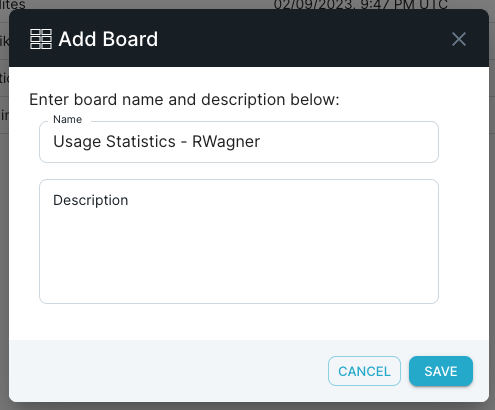 lites 02/09/2023, 9:47 PM UTC
Add Board
Enter board name and description below:
Name
Usage Statistics - RWagner
Description
CANCEL SAVE